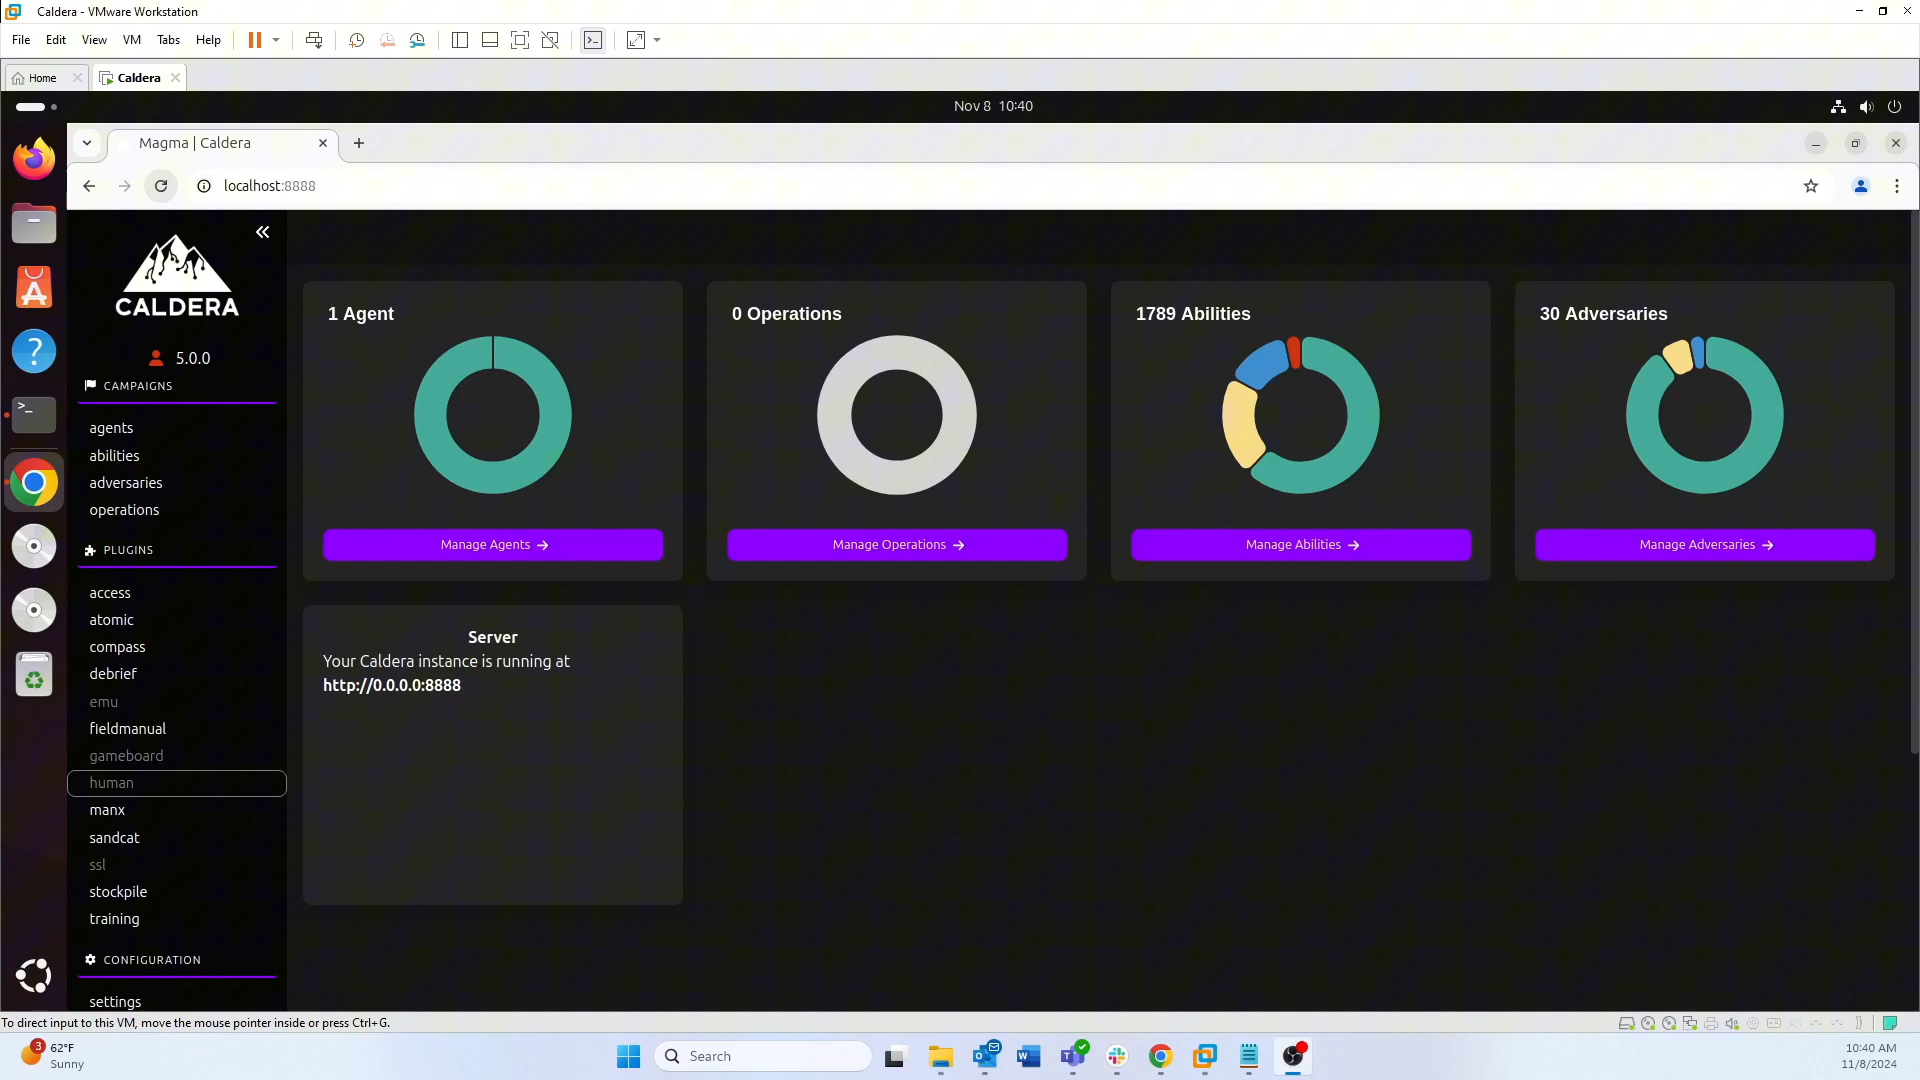 Caldera - VMware Workstation
File Edit View VM Tabs Help
Home
Caldera
Nov 8 10:40
Magma | Caldera
localhost:8888
CALDERA
5.0.0
CAMPAIGNS
agents
abilities
adversaries
operations
PLUGINS
access
atomic
compass
debrief
emu
fieldmanual
gameboard
human
manx
sandcat
ssl
stockpile
training
CONFIGURATION
settings
1 Agent
Manage Agents
0 Operations
Manage Operations
1789 Abilities
Manage Abilities
30 Adversaries
Manage Adversaries
Server
Your Caldera instance is running at
http://0.0.0.0:8888
To direct input to this VM, move the mouse pointer inside or press Ctrl+G.
3
62°F
Sunny
Search
10:40 AM
11/8/2024